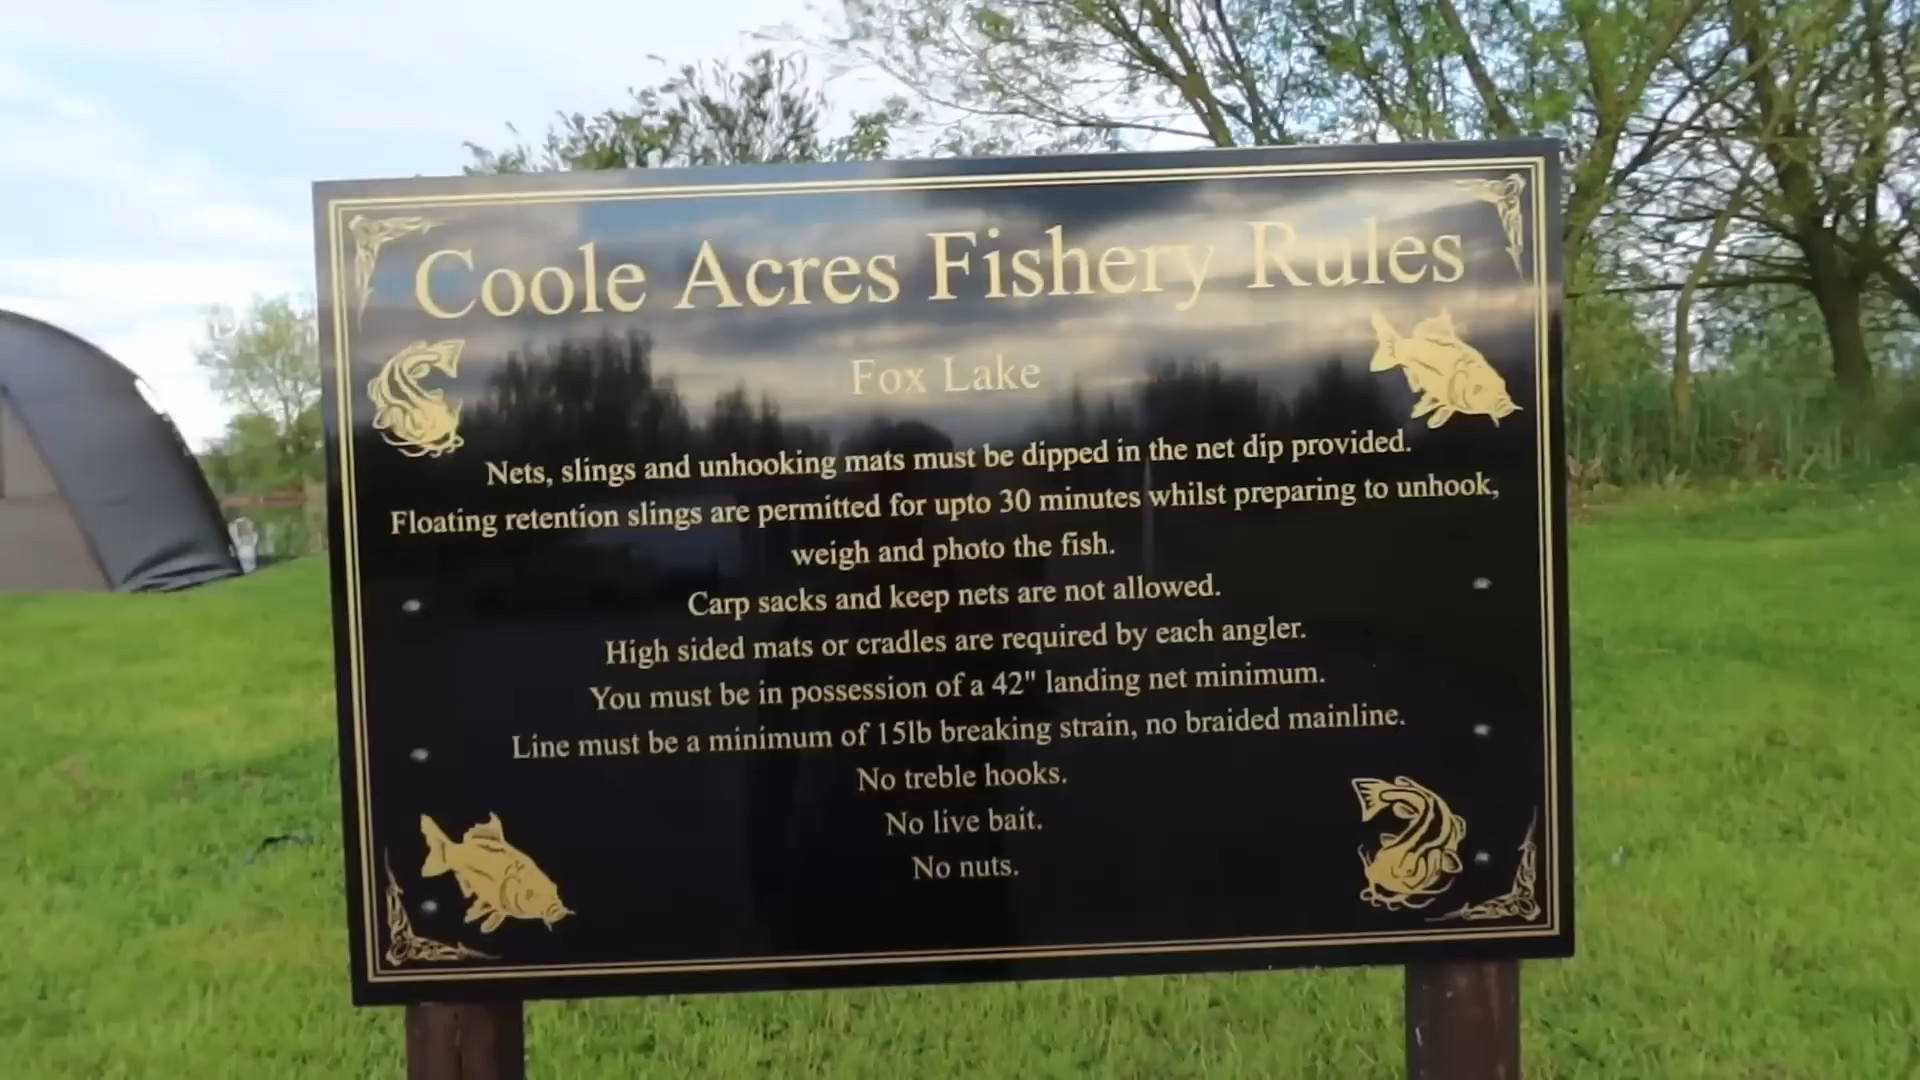 Coole Acres Fishery Rules
Fox Lake
Nets, slings and unhooking mats must be dipped in the net dip provided.
Floating retention slings are permitted for upto 30 minutes whilst preparing to unhook,
weigh and photo the fish.
Carp sacks and keep nets are not allowed.
High sided mats or cradles are required by each angler.
You must be in possession of a 42" landing net minimum.
Line must be a minimum of 15lb breaking strain, no braided mainline.
No treble hooks.
No live bait.
No nuts.